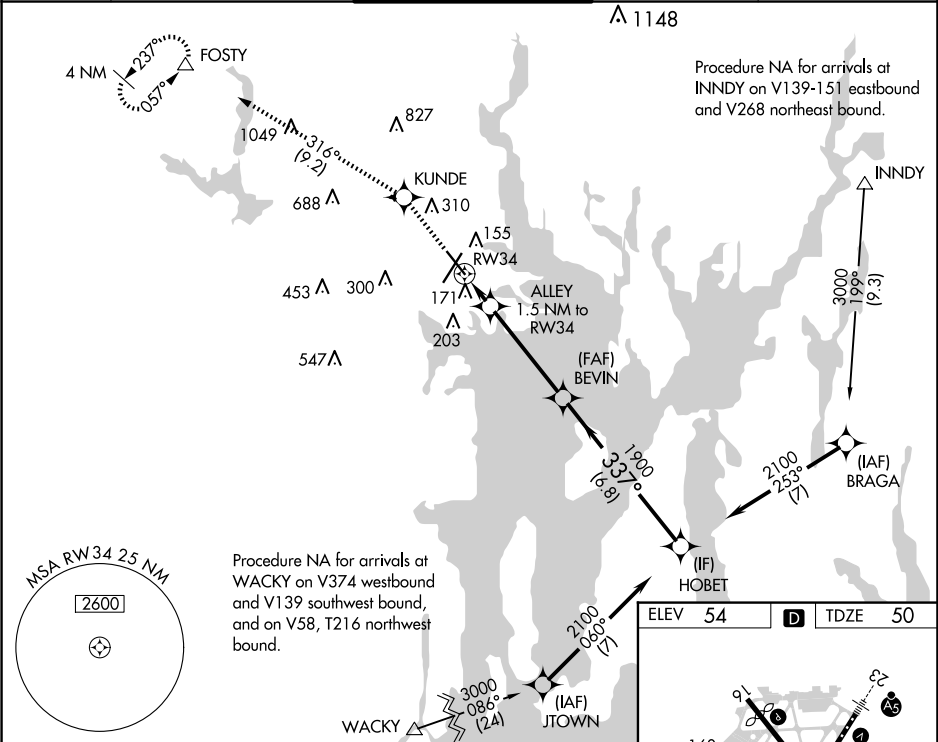 1148
237°
FOSTY
4 NM
057°
Procedure NA for arrivals at
INNDY on V139-151 eastbound
and V268 northeast bound.
1049
316°
(9.2)
827
KUNDE
INNDY
688
310
155
RW34
3000
199°
(9.3)
453
300
171
ALLEY
1.5 NM to
RW34
203
547
(FAF)
BEVIN
1900
337°
(6.8)
2100
253°
(7)
(IAF)
BRAGA
MSA RW34 25 NM
2600
Procedure NA for arrivals at
WACKY on V374 westbound
and V139 southwest bound,
and on V58, T216 northwest
bound.
(IF)
HOBET
2100
060°
(7)
ELEV 54
D
TDZE 50
3000
086°
(24)
WACKY
(IAF)
JTOWN
16
23
P
A5
V